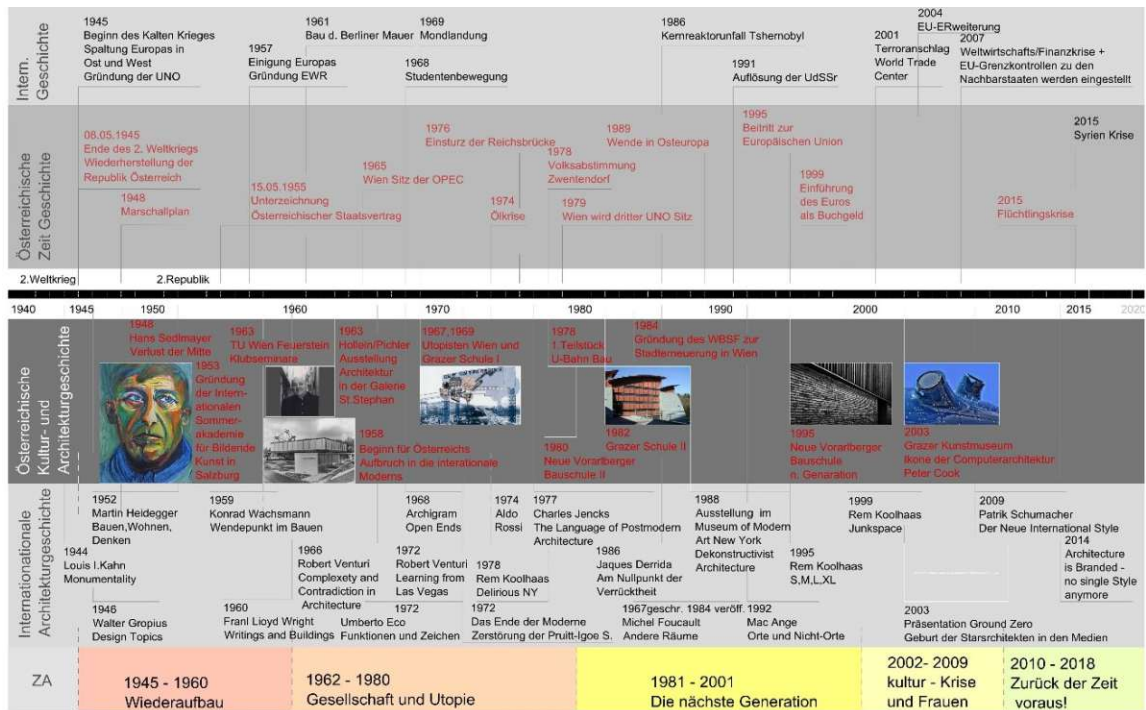 Intern.
Geschichte
1945
Beginn des Kalten Krieges
Spaltung Europas in
Ost und West
Gründung der UNO
1957
Einigung Europas
Gründung EWR
1961
Bau d. Berliner Mauer
1969
Mondlandung
1968
Studentenbewegung
1986
Kernreaktorunfall Tshernobyl
1991
Auflösung der UdSSr
2001
Terroranschlag
World Trade
Center
2004
EU-ERweiterung
2007
Weltwirtschafts/Finanzkrise +
EU-Grenzkontrollen zu den
Nachbarstaaten werden eingestellt
Österreichische
Zeit Geschichte
08.05.1945
Ende des 2. Weltkriegs
Wiederherstellung der
Republik Österreich
1948
Marschallplan
15.05.1955
Unterzeichnung
Österreichischer Staatsvertrag
1965
Wien Sitz der OPEC
1976
Einsturz der Reichsbrücke
1974
Ölkrise
1978
Volksabstimmung
Zwentendorf
1979
Wien wird dritter UNO Sitz
1989
Wende in Osteuropa
1995
Beitritt zur
Europäischen Union
1999
Einführung
des Euros
als Buchgeld
2015
Syrien Krise
2015
Flüchtlingskrise
2.Weltkrieg
2.Republik
1940 1945 1950 1960 1970 1980 1990 2000 2010 2015 2020
Österreichische
Kultur- und
Architekturgeschichte
1948
Hans Sedlmayer
Verlust der Mitte
1953
Gründung
der Intern-
ationalen
Sommer-
akademie
für Bildende
Kunst in
Salzburg
1963
TU Wien Feuerstein
Klubseminare
1963
Hollein/Pichler
Ausstellung
Architektur
in der Galerie
St.Stephan
1958
Beginn für Österreichs
Aufbruch in die interationale
Moderns
1967,1969
Utopisten Wien und
Grazer Schule I
1978
1.Teilstück
U-Bahn Bau
1980
Neue Vorarlberger
Bauschule II
1984
Gründung des WBSF zur
Stadterneuerung in Wien
1982
Grazer Schule II
1995
Neue Vorarlberger
Bauschule
n. Genaration
2003
Grazer Kunstmuseum
Ikone der Computerarchitektur
Peter Cook
Internationationale
Architekturgeschichte
1952
Martin Heidegger
Bauen,Wohnen,
Denken
1944
Louis I.Kahn
Monumentality
1946
Walter Gropius
Design Topics
1959
Konrad Wachsmann
Wendepunkt im Bauen
1966
Robert Venturi
Complexety and
Contradiction in
Architecture
1960
Franl Lioyd Wright
Writings and Buildings
1968
Archigram
Open Ends
1972
Robert Venturi
Learning from
Las Vegas
1972
Umberto Eco
Funktionen und Zeichen
1974
Aldo
Rossi
1978
Rem Koolhaas
Delirious NY
1972
Das Ende der Moderne
Zerstörung der Pruitt-Igoe S.
1977
Charles Jencks
The Language of Postmodern
Architecture
1986
Jaques Derrida
Am Nullpunkt der
Verrücktheit
1967geschr. 1984 veröff.
Michel Foucault
Andere Räume
1988
Ausstellung im
Museum of Modern
Art New York
Dekonstructivist
Architecture
1992
Mac Ange
Orte und Nicht-Orte
1995
Rem Koolhaas
S,M,L,XL
1999
Rem Koolhaas
Junkspace
2003
Präsentation Ground Zero
Geburt der Starsrchitekten in den Medien
2009
Patrik Schumacher
Der Neue International Style
2014
Architecture
is Branded -
no single Style
anymore
ZA
1945 - 1960
Wiederaufbau
1962 - 1980
Gesellschaft und Utopie
1981 - 2001
Die nächste Generation
2002- 2009
kultur - Krise
und Frauen
2010 - 2018
Zurück der Zeit
voraus!